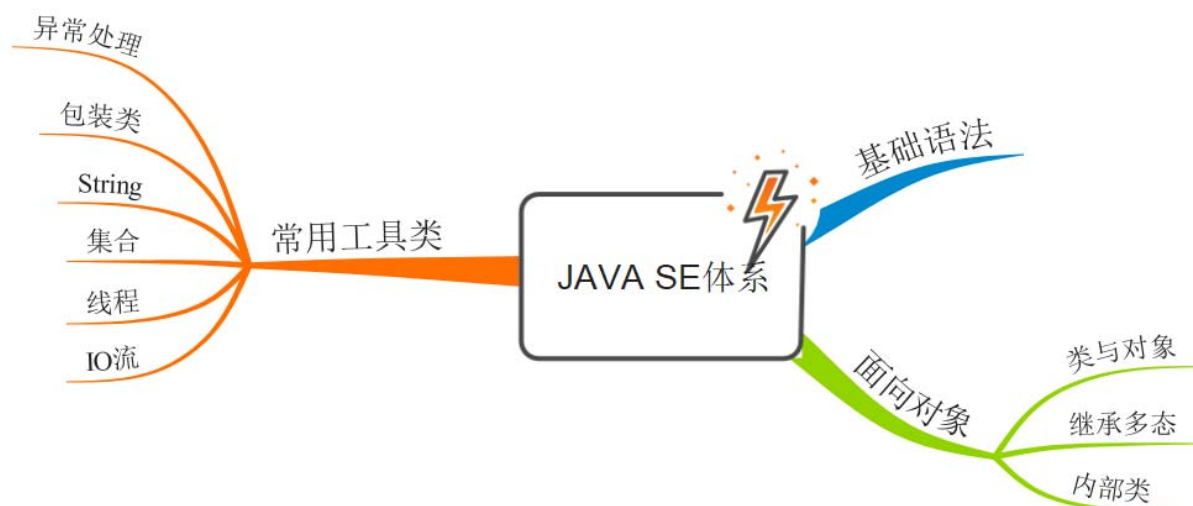 JAVA SE体系
基础语法
面向对象
类与对象
继承多态
内部类
常用工具类
异常处理
包装类
String
集合
线程
IO流